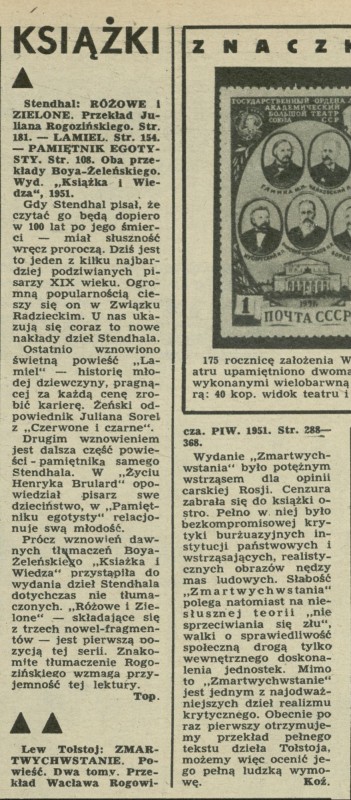 KSIĄŻKI
Stendhal: RÓŻOWE I
ZIELONE. Przekład Ju-
liana Rogozińskiego. Str.
181. — LAMIEL. Str. 154.
— PAMIĘTNIK EGOTY-
STY. Str. 108. Oba prze-
kłady Boya-Żeleńskiego.
Wyd. „Książka i Wie-
dza", 1951.
Gdy Stendhal pisał, że
czytać go będą dopiero
w 100 lat po jego śmier-
ci — miał słuszność
wręcz proroczą. Dziś jest
to jeden z kilku najbar-
dziej podziwianych pi-
sarzy XIX wieku. Ogro-
mną popularnością cie-
szy się on w Związku
Radzieckim. U nas uka-
zują się coraz to nowe
nakłady dzieł Stendhala.
Ostatnio wznowiono
świetną powieść „La-
miel" — historię mło-
dej dziewczyny, pragną-
cej za każdą cenę zro-
bić karierę. Żeński od-
powiednik Juliana Sorel
z „Czerwone i czarne".
Drugim wznowieniem
jest dalsza część powie-
ści - pamiętnika samego
Stendhala. W „Życiu
Henryka Brulard" opo-
wiedział pisarz swe
dzieciństwo, w „Pamięt-
niku egotysty" relacjo-
nuje swą młodość.
Prócz wznowień daw-
nych tłumaczeń Boya-
Żeleńskiego „Książka i
Wiedza" przystąpiła do
wydania dzieł Stendhala
dotychczas nie tłuma-
czonych. „Różowe i Zie-
lone" — składające się
z trzech nowel-fragmen-
tów — jest pierwszą po-
zycją tej serii. Znako-
mite tłumaczenie Rogo-
zińskiego wzmaga przy-
jemność tej lektury.
Top.
Lew Tołstoj: ZMAR-
TWYCHWSTANIE. Po-
wieść. Dwa tomy. Prze-
kład Wacława Rogowi-
ZNACZK
ГОСУДАРСТВЕННЫЙ ОРДЕНА
АКАДЕМИЧЕСКИЙ
БОЛЬШОЙ ТЕАТР
СОЮЗА ССР
1
ПОЧТА СССР
175 rocznicę założenia W
atru upamiętniono dwoma
wykonanymi wielobarwną
rą: 40 kop. widok teatru i
cza. PIW. 1951. Str. 288—
368.
Wydanie „Zmartwych-
wstania" było potężnym
wstrząsem dla opinii
carskiej Rosji. Cenzura
zabrała się do książki o-
stro. Pełno w niej było
bezkompromisowej kry-
tyki burżuazyjnych in-
stytucji państwowych i
wstrząsających, realisty-
cznych obrazów nędzy
mas ludowych. Słabość
„Zmartwychwstania"
polega natomiast na nie-
słusznej teorii „nie
sprzeciwiania się złu",
walki o sprawiedliwość
społeczną drogą tylko
wewnętrznego doskona-
lenia jednostek. Mimo
to „Zmartwychwstanie"
jest jednym z najodważ-
niejszych dzieł realizmu
krytycznego. Obecnie po
raz pierwszy otrzymuje-
my przekład pełnego
tekstu dzieła Tołstoja,
możemy więc ocenić je-
go pełną ludzką wymo-
wę.
Koź.